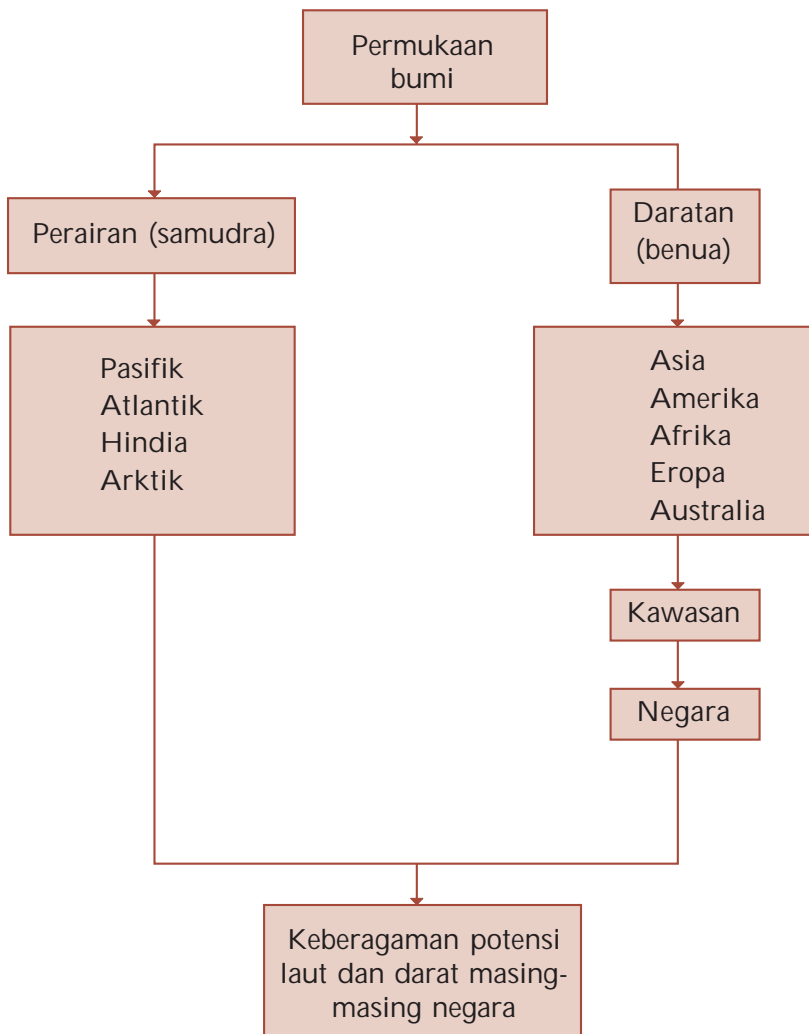 Permukaan
bumi
Perairan (samudra)
Daratan
(benua)
Pasifik
Atlantik
Hindia
Arktik
Asia
Amerika
Afrika
Eropa
Australia
Kawasan
Negara
Keberagaman potensi
laut dan darat masing-
masing negara